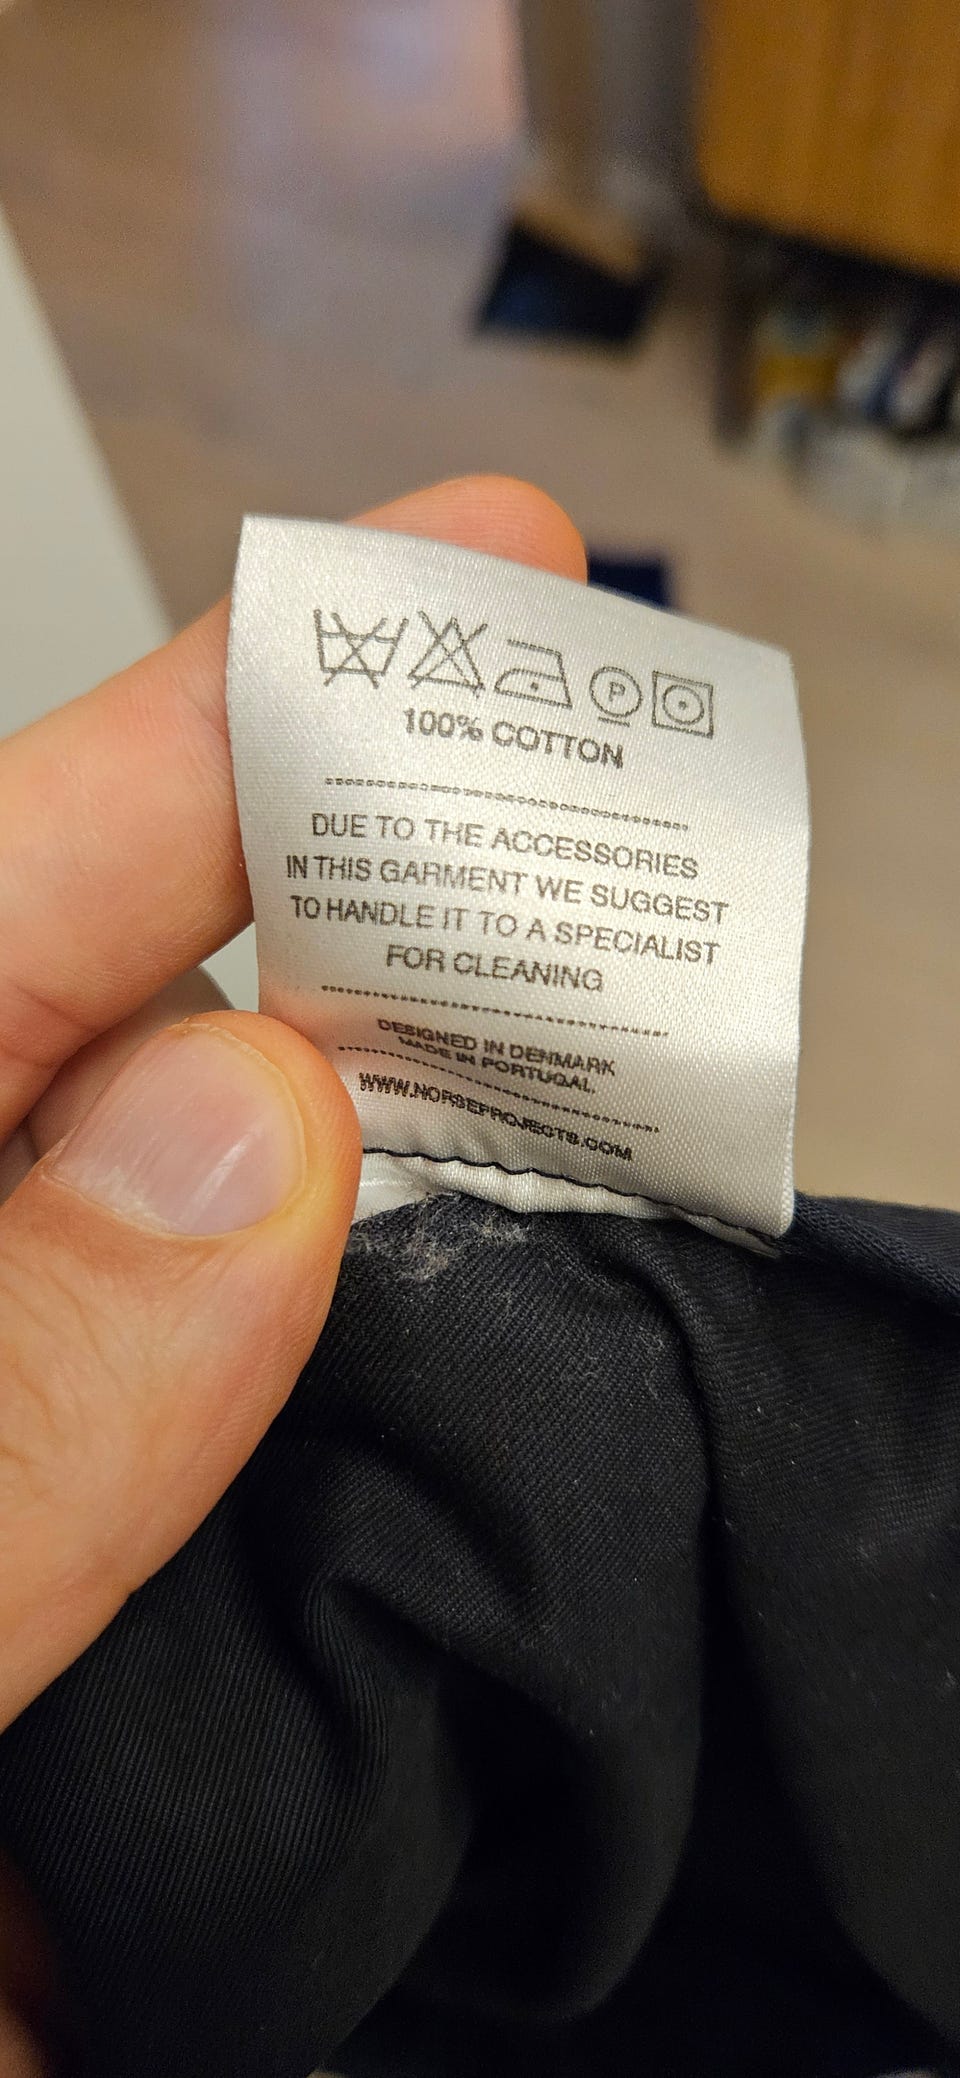 P
100% COTTON
DUE TO THE ACCESSORIES
IN THIS GARMENT WE SUGGEST
TO HANDLE IT TO A SPECIALIST
FOR CLEANING
DESIGNED IN DENMARK
MADE IN PORTUGAL.
WWW.NORSEPROJECTS.COM